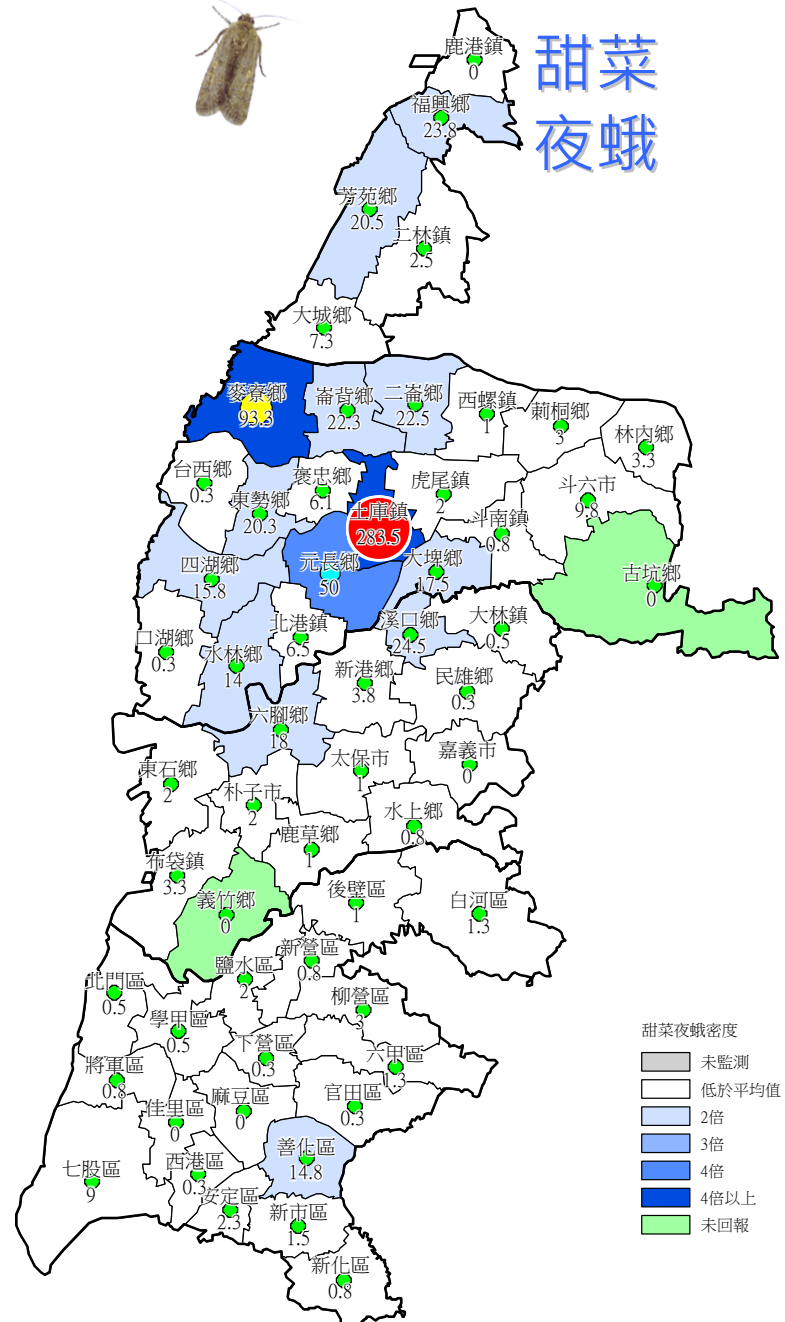 甜菜
夜蛾
鹿港鎮
0
福興鄉
23.8
芳苑鄉
20.5
二林鎮
2.5
大城鄉
7.3
麥寮鄉
93.3
崙背鄉
22.3
二崙鄉
22.5
西螺鎮
1
莿桐鄉
3
林內鄉
3.3
台西鄉
0.3
東勢鄉
20.3
褒忠鄉
6.1
土庫鎮
283.5
虎尾鎮
2
斗南鎮
0.8
斗六市
9.8
四湖鄉
15.8
元長鄉
50
大埤鄉
17.5
古坑鄉
0
口湖鄉
0.3
水林鄉
14
北港鎮
6.5
溪口鄉
24.5
大林鎮
0.5
新港鄉
3.8
民雄鄉
0.3
六腳鄉
18
東石鄉
2
朴子市
2
太保市
1
嘉義市
0
水上鄉
0.8
鹿草鄉
1
布袋鎮
3.3
義竹鄉
0
後壁區
1
白河區
1.3
新營區
0.8
鹽水區
2
北門區
0.5
學甲區
0.5
柳營區
3
下營區
0.3
六甲區
1.3
將軍區
0.8
佳里區
0
麻豆區
0
官田區
0.3
七股區
9
西港區
0.3
善化區
14.8
安定區
2.3
新市區
1.5
新化區
0.8
甜菜夜蛾密度
未監測
低於平均值
2倍
3倍
4倍
4倍以上
未回報